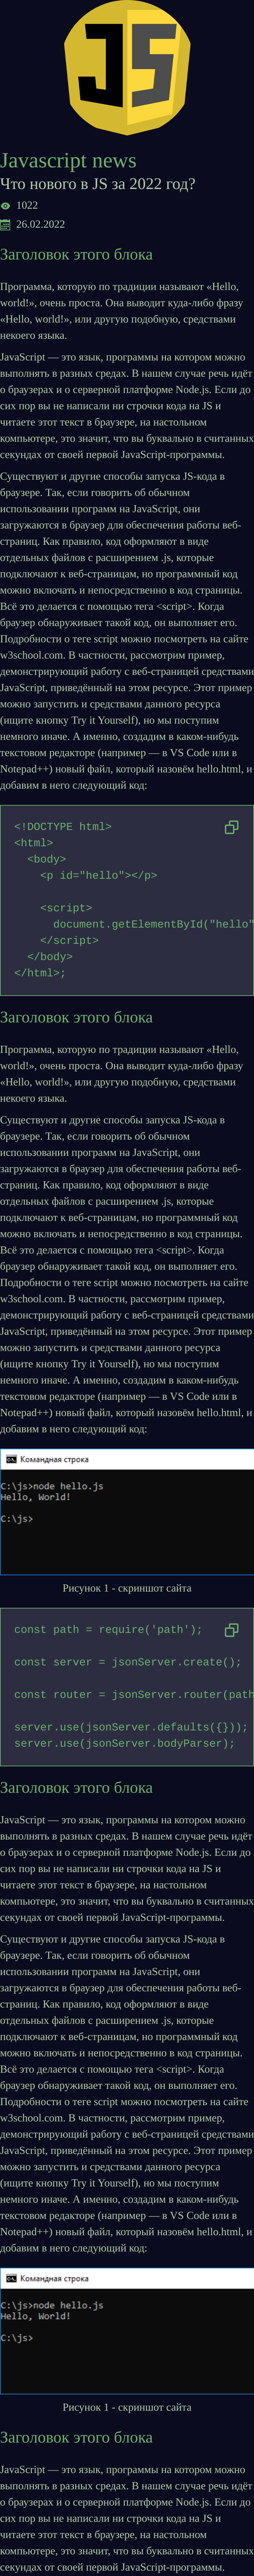 JS
Javascript news
Что нового в JS за 2022 год?
1022
26.02.2022
Заголовок этого блока
Программа, которую по традиции называют «Hello,
world!», очень проста. Она выводит куда-либо фразу
«Hello, world!», или другую подобную, средствами
некоего языка.
JavaScript — это язык, программы на котором можно
выполнять в разных средах. В нашем случае речь идёт
о браузерах и о серверной платформе Node.js. Если до
сих пор вы не написали ни строчки кода на JS и
читаете этот текст в браузере, на настольном
компьютере, это значит, что вы буквально в считанных
секундах от своей первой JavaScript-программы.
Существуют и другие способы запуска JS-кода в
браузере. Так, если говорить об обычном
использовании программ на JavaScript, они
загружаются в браузер для обеспечения работы веб-
страниц. Как правило, код оформляют в виде
отдельных файлов с расширением .js, которые
подключают к веб-страницам, но программный код
можно включать и непосредственно в код страницы.
Всё это делается с помощью тега <script>. Когда
браузер обнаруживает такой код, он выполняет его.
Подробности о теге script можно посмотреть на сайте
w3school.com. В частности, рассмотрим пример,
демонстрирующий работу с веб-страницей средствами
JavaScript, приведённый на этом ресурсе. Этот пример
можно запустить и средствами данного ресурса
(ищите кнопку Try it Yourself), но мы поступим
немного иначе. А именно, создадим в каком-нибудь
текстовом редакторе (например — в VS Code или в
Notepad++) новый файл, который назовём hello.html, и
добавим в него следующий код:
<!DOCTYPE html>
<html>
<body>
<p id="hello"></p>
<script>
document.getElementById("hello"
</script>
</body>
</html>;
Заголовок этого блока
Программа, которую по традиции называют «Hello,
world!», очень проста. Она выводит куда-либо фразу
«Hello, world!», или другую подобную, средствами
некоего языка.
Существуют и другие способы запуска JS-кода в
браузере. Так, если говорить об обычном
использовании программ на JavaScript, они
загружаются в браузер для обеспечения работы веб-
страниц. Как правило, код оформляют в виде
отдельных файлов с расширением .js, которые
подключают к веб-страницам, но программный код
можно включать и непосредственно в код страницы.
Всё это делается с помощью тега <script>. Когда
браузер обнаруживает такой код, он выполняет его.
Подробности о теге script можно посмотреть на сайте
w3school.com. В частности, рассмотрим пример,
демонстрирующий работу с веб-страницей средствами
JavaScript, приведённый на этом ресурсе. Этот пример
можно запустить и средствами данного ресурса
(ищите кнопку Try it Yourself), но мы поступим
немного иначе. А именно, создадим в каком-нибудь
текстовом редакторе (например — в VS Code или в
Notepad++) новый файл, который назовём hello.html, и
добавим в него следующий код:
Командная строка
C:\js>node hello.js
Hello, World!
C:\js>
Рисунок 1 - скриншот сайта
const path = require('path');
const server = jsonServer.create();
const router = jsonServer.router(path
server.use(jsonServer.defaults({}));
server.use(jsonServer.bodyParser);
Заголовок этого блока
JavaScript — это язык, программы на котором можно
выполнять в разных средах. В нашем случае речь идёт
о браузерах и о серверной платформе Node.js. Если до
сих пор вы не написали ни строчки кода на JS и
читаете этот текст в браузере, на настольном
компьютере, это значит, что вы буквально в считанных
секундах от своей первой JavaScript-программы.
Существуют и другие способы запуска JS-кода в
браузере. Так, если говорить об обычном
использовании программ на JavaScript, они
загружаются в браузер для обеспечения работы веб-
страниц. Как правило, код оформляют в виде
отдельных файлов с расширением .js, которые
подключают к веб-страницам, но программный код
можно включать и непосредственно в код страницы.
Всё это делается с помощью тега <script>. Когда
браузер обнаруживает такой код, он выполняет его.
Подробности о теге script можно посмотреть на сайте
w3school.com. В частности, рассмотрим пример,
демонстрирующий работу с веб-страницей средствами
JavaScript, приведённый на этом ресурсе. Этот пример
можно запустить и средствами данного ресурса
(ищите кнопку Try it Yourself), но мы поступим
немного иначе. А именно, создадим в каком-нибудь
текстовом редакторе (например — в VS Code или в
Notepad++) новый файл, который назовём hello.html, и
добавим в него следующий код:
Командная строка
C:\js>node hello.js
Hello, World!
C:\js>
Рисунок 1 - скриншот сайта
Заголовок этого блока
JavaScript — это язык, программы на котором можно
выполнять в разных средах. В нашем случае речь идёт
о браузерах и о серверной платформе Node.js. Если до
сих пор вы не написали ни строчки кода на JS и
читаете этот текст в браузере, на настольном
компьютере, это значит, что вы буквально в считанных
секундах от своей первой JavaScript-программы.